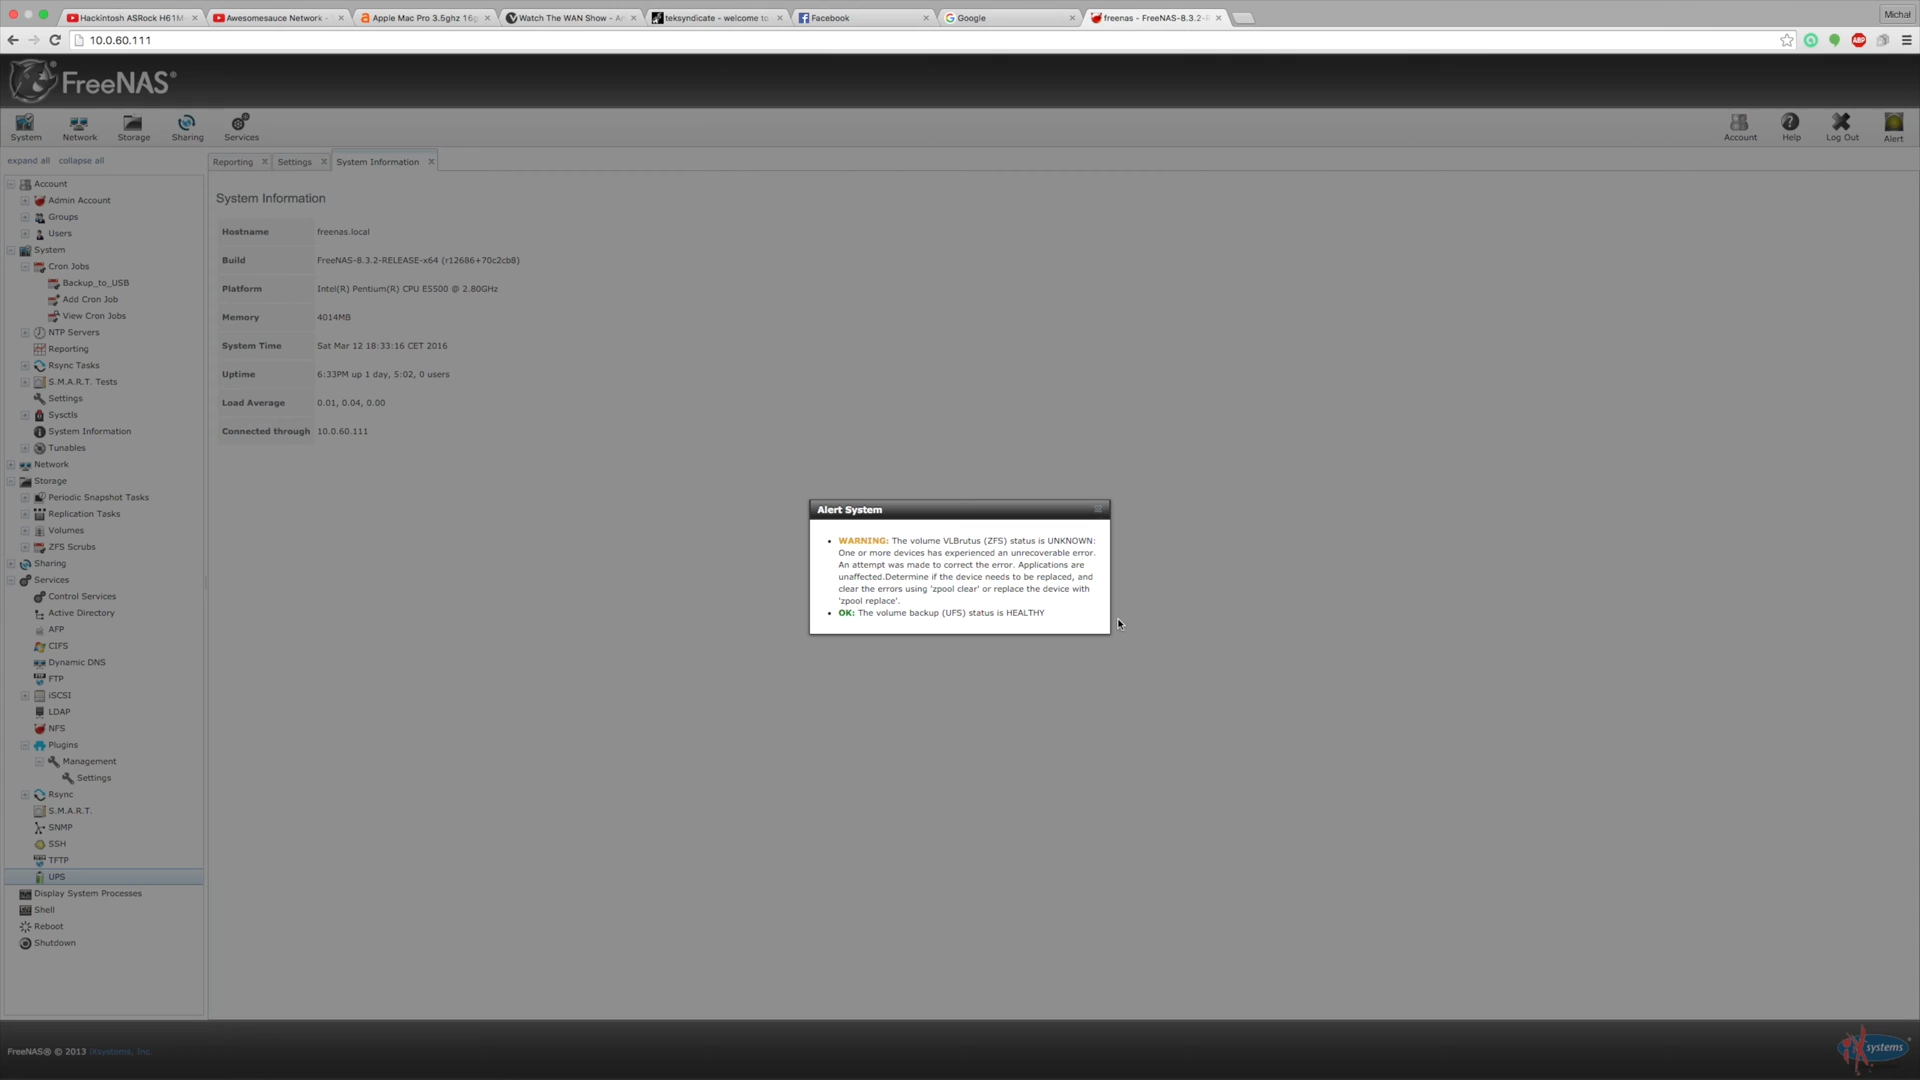 Hackintosh ASRock H61M
Awesomesauce Network -
Apple Mac Pro 3.5ghz 16g
Watch The WAN Show - An
teksyndicate - welcome to
Facebook
Google
freenas - FreeNAS-8.3.2-R
Michał
10.0.60.111
ABP
FreeNAS®
System
Network
Storage
Sharing
Services
Account
Help
Log Out
Alert
expand all collapse all
Reporting
Settings
System Information
Account
Admin Account
Groups
Users
System
Cron Jobs
Backup_to_USB
Add Cron Job
View Cron Jobs
NTP Servers
Reporting
Rsync Tasks
S.M.A.R.T. Tests
Settings
Sysctls
System Information
Tunables
Network
Storage
Periodic Snapshot Tasks
Replication Tasks
Volumes
ZFS Scrubs
Sharing
Services
Control Services
Active Directory
AFP
CIFS
Dynamic DNS
FTP
iSCSI
LDAP
NFS
Plugins
Management
Settings
Rsync
S.M.A.R.T.
SNMP
SSH
TFTP
UPS
Display System Processes
Shell
Reboot
Shutdown
System Information
Hostname freenas.local
Build FreeNAS-8.3.2-RELEASE-x64 (r12686+70c2cb8)
Platform Intel(R) Pentium(R) CPU E5500 @ 2.80GHz
Memory 4014MB
System Time Sat Mar 12 18:33:16 CET 2016
Uptime 6:33PM up 1 day, 5:02, 0 users
Load Average 0.01, 0.04, 0.00
Connected through 10.0.60.111
Alert System
WARNING: The volume VLBrutus (ZFS) status is UNKNOWN:
One or more devices has experienced an unrecoverable error.
An attempt was made to correct the error. Applications are
unaffected.Determine if the device needs to be replaced, and
clear the errors using 'zpool clear' or replace the device with
'zpool replace'.
OK: The volume backup (UFS) status is HEALTHY
FreeNAS® © 2013 iXsystems, Inc.
iXsystems